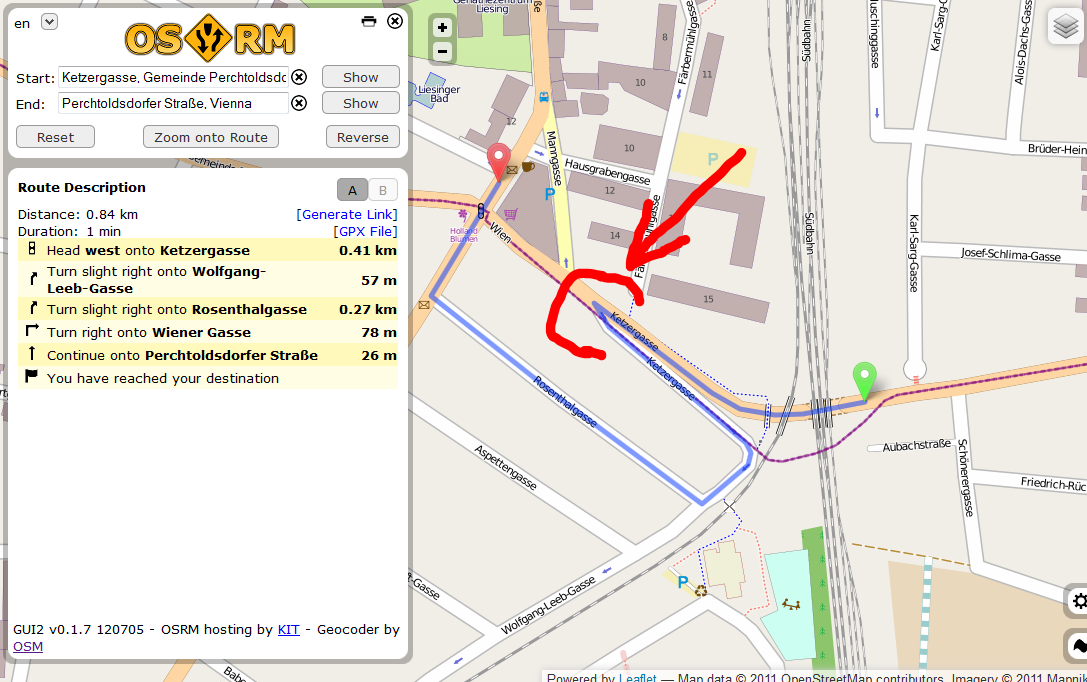 en
OSRM
Start: Ketzergasse, Gemeinde Perchtoldsdo
Show
End: Perchtoldsdorfer Straße, Vienna
Show
Reset
Zoom onto Route
Reverse
Route Description
A
B
Distance: 0.84 km
[Generate Link]
Duration: 1 min
[GPX File]
Head west onto Ketzergasse 0.41 km
Turn slight right onto Wolfgang-
Leeb-Gasse 57 m
Turn slight right onto Rosenthalgasse 0.27 km
Turn right onto Wiener Gasse 78 m
Continue onto Perchtoldsdorfer Straße 26 m
You have reached your destination
GUI2 v0.1.7 120705 - OSRM hosting by KIT - Geocoder by
OSM
+
−
Liesing
Liesinger
Bad
12
8
10
11
Färbermühlgasse
Südbahn
Karl-Sarg-G
Alois-Dachs-Gas
Brüder-Hein
Manngasse
10
P
Hausgrabengasse
12
P
14
15
Holland
Blumen
Wien
Südbahn
Karl-Sarg-Gasse
Josef-Schlima-Gasse
Ketzergasse
Ketzergasse
Rosenthalgasse
Aspettengasse
Aubachstraße
Schönerergasse
Friedrich-Rüc
P
Wolfgang-Leeb-Gasse
Powered by Leaflet — Map data © 2011 OpenStreetMap contributors, Imagery © 2011 Mapnik